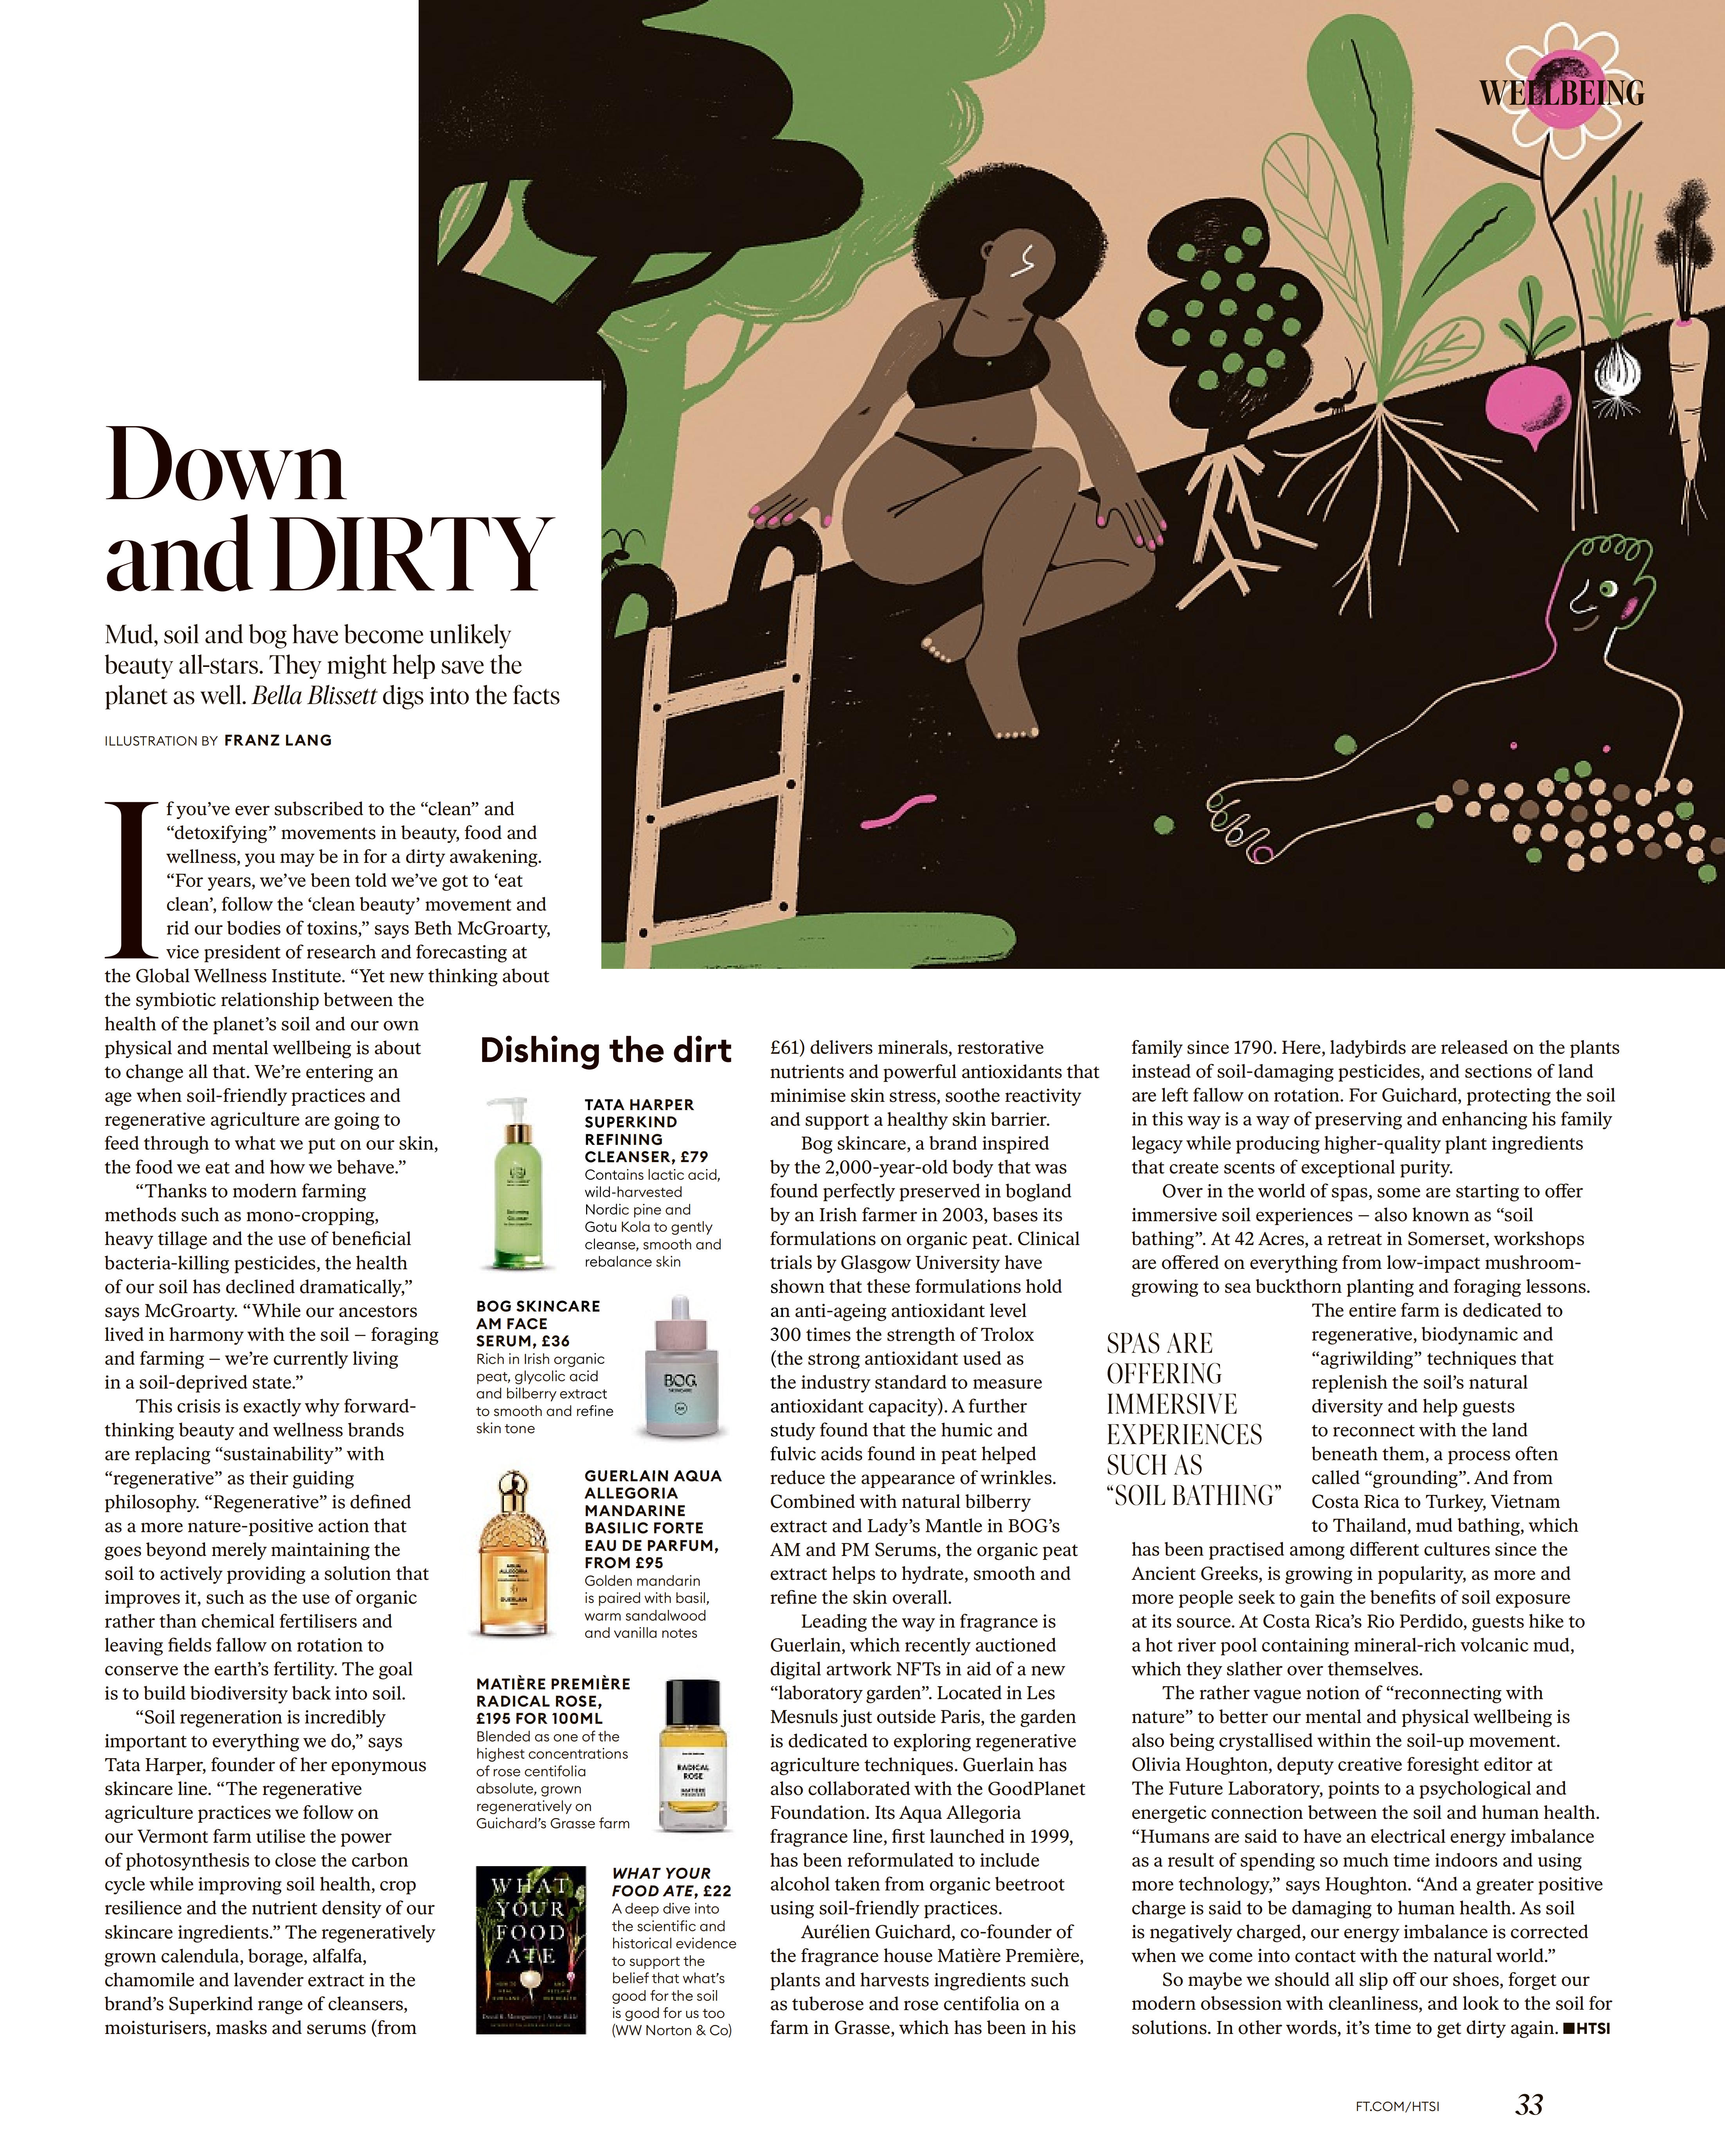 WELLBEING
Down
and DIRTY
Mud, soil and bog have become unlikely
beauty all-stars. They might help save the
planet as well. Bella Blissett digs into the facts
ILLUSTRATION BY FRANZ LANG
If you’ve ever subscribed to the “clean” and
“detoxifying” movements in beauty, food and
wellness, you may be in for a dirty awakening.
“For years, we’ve been told we’ve got to ‘eat
clean’, follow the ‘clean beauty’ movement and
rid our bodies of toxins,” says Beth McGroarty,
vice president of research and forecasting at
the Global Wellness Institute. “Yet new thinking about
the symbiotic relationship between the
health of the planet’s soil and our own
physical and mental wellbeing is about
to change all that. We’re entering an
age when soil-friendly practices and
regenerative agriculture are going to
feed through to what we put on our skin,
the food we eat and how we behave.”
“Thanks to modern farming
methods such as mono-cropping,
heavy tillage and the use of beneficial
bacteria-killing pesticides, the health
of our soil has declined dramatically,”
says McGroarty. “While our ancestors
lived in harmony with the soil – foraging
and farming – we’re currently living
in a soil-deprived state.”
This crisis is exactly why forward-
thinking beauty and wellness brands
are replacing “sustainability” with
“regenerative” as their guiding
philosophy. “Regenerative” is defined
as a more nature-positive action that
goes beyond merely maintaining the
soil to actively providing a solution that
improves it, such as the use of organic
rather than chemical fertilisers and
leaving fields fallow on rotation to
conserve the earth’s fertility. The goal
is to build biodiversity back into soil.
“Soil regeneration is incredibly
important to everything we do,” says
Tata Harper, founder of her eponymous
skincare line. “The regenerative
agriculture practices we follow on
our Vermont farm utilise the power
of photosynthesis to close the carbon
cycle while improving soil health, crop
resilience and the nutrient density of our
skincare ingredients.” The regeneratively
grown calendula, borage, alfalfa,
chamomile and lavender extract in the
brand’s Superkind range of cleansers,
moisturisers, masks and serums (from
Dishing the dirt
TATA HARPER
SUPERKIND
REFINING
CLEANSER, £79
Contains lactic acid,
wild-harvested
Nordic pine and
Gotu Kola to gently
cleanse, smooth and
rebalance skin
BOG SKINCARE
AM FACE
SERUM, £36
Rich in Irish organic
peat, glycolic acid
and bilberry extract
to smooth and refine
skin tone
BOG
AM
GUERLAIN AQUA
ALLEGORIA
MANDARINE
BASILIC FORTE
EAU DE PARFUM,
FROM £95
Golden mandarin
is paired with basil,
warm sandalwood
and vanilla notes
AQUA
ALLEGORIA
GUERLAIN
MATIÈRE PREMIÈRE
RADICAL ROSE,
£195 FOR 100ML
Blended as one of the
highest concentrations
of rose centifolia
absolute, grown
regeneratively on
Guichard’s Grasse farm
RADICAL
ROSE
WHAT
YOUR
FOOD
ATE
David R. Montgomery | Anne Biklé
WHAT YOUR
FOOD ATE, £22
A deep dive into
the scientific and
historical evidence
to support the
belief that what’s
good for the soil
is good for us too
(WW Norton & Co)
£61) delivers minerals, restorative
nutrients and powerful antioxidants that
minimise skin stress, soothe reactivity
and support a healthy skin barrier.
Bog skincare, a brand inspired
by the 2,000-year-old body that was
found perfectly preserved in bogland
by an Irish farmer in 2003, bases its
formulations on organic peat. Clinical
trials by Glasgow University have
shown that these formulations hold
an anti-ageing antioxidant level
300 times the strength of Trolox
(the strong antioxidant used as
the industry standard to measure
antioxidant capacity). A further
study found that the humic and
fulvic acids found in peat helped
reduce the appearance of wrinkles.
Combined with natural bilberry
extract and Lady’s Mantle in BOG’s
AM and PM Serums, the organic peat
extract helps to hydrate, smooth and
refine the skin overall.
Leading the way in fragrance is
Guerlain, which recently auctioned
digital artwork NFTs in aid of a new
“laboratory garden”. Located in Les
Mesnuls just outside Paris, the garden
is dedicated to exploring regenerative
agriculture techniques. Guerlain has
also collaborated with the GoodPlanet
Foundation. Its Aqua Allegoria
fragrance line, first launched in 1999,
has been reformulated to include
alcohol taken from organic beetroot
using soil-friendly practices.
Aurélien Guichard, co-founder of
the fragrance house Matière Première,
plants and harvests ingredients such
as tuberose and rose centifolia on a
farm in Grasse, which has been in his
family since 1790. Here, ladybirds are released on the plants
instead of soil-damaging pesticides, and sections of land
are left fallow on rotation. For Guichard, protecting the soil
in this way is a way of preserving and enhancing his family
legacy while producing higher-quality plant ingredients
that create scents of exceptional purity.
Over in the world of spas, some are starting to offer
immersive soil experiences – also known as “soil
bathing”. At 42 Acres, a retreat in Somerset, workshops
are offered on everything from low-impact mushroom-
growing to sea buckthorn planting and foraging lessons.
The entire farm is dedicated to
regenerative, biodynamic and
“agriwilding” techniques that
replenish the soil’s natural
diversity and help guests
to reconnect with the land
beneath them, a process often
called “grounding”. And from
Costa Rica to Turkey, Vietnam
to Thailand, mud bathing, which
has been practised among different cultures since the
Ancient Greeks, is growing in popularity, as more and
more people seek to gain the benefits of soil exposure
at its source. At Costa Rica’s Rio Perdido, guests hike to
a hot river pool containing mineral-rich volcanic mud,
which they slather over themselves.
The rather vague notion of “reconnecting with
nature” to better our mental and physical wellbeing is
also being crystallised within the soil-up movement.
Olivia Houghton, deputy creative foresight editor at
The Future Laboratory, points to a psychological and
energetic connection between the soil and human health.
“Humans are said to have an electrical energy imbalance
as a result of spending so much time indoors and using
more technology,” says Houghton. “And a greater positive
charge is said to be damaging to human health. As soil
is negatively charged, our energy imbalance is corrected
when we come into contact with the natural world.”
So maybe we should all slip off our shoes, forget our
modern obsession with cleanliness, and look to the soil for
solutions. In other words, it’s time to get dirty again. ■HTSI
SPAS ARE
OFFERING
IMMERSIVE
EXPERIENCES
SUCH AS
“SOIL BATHING”
FT.COM/HTSI
33